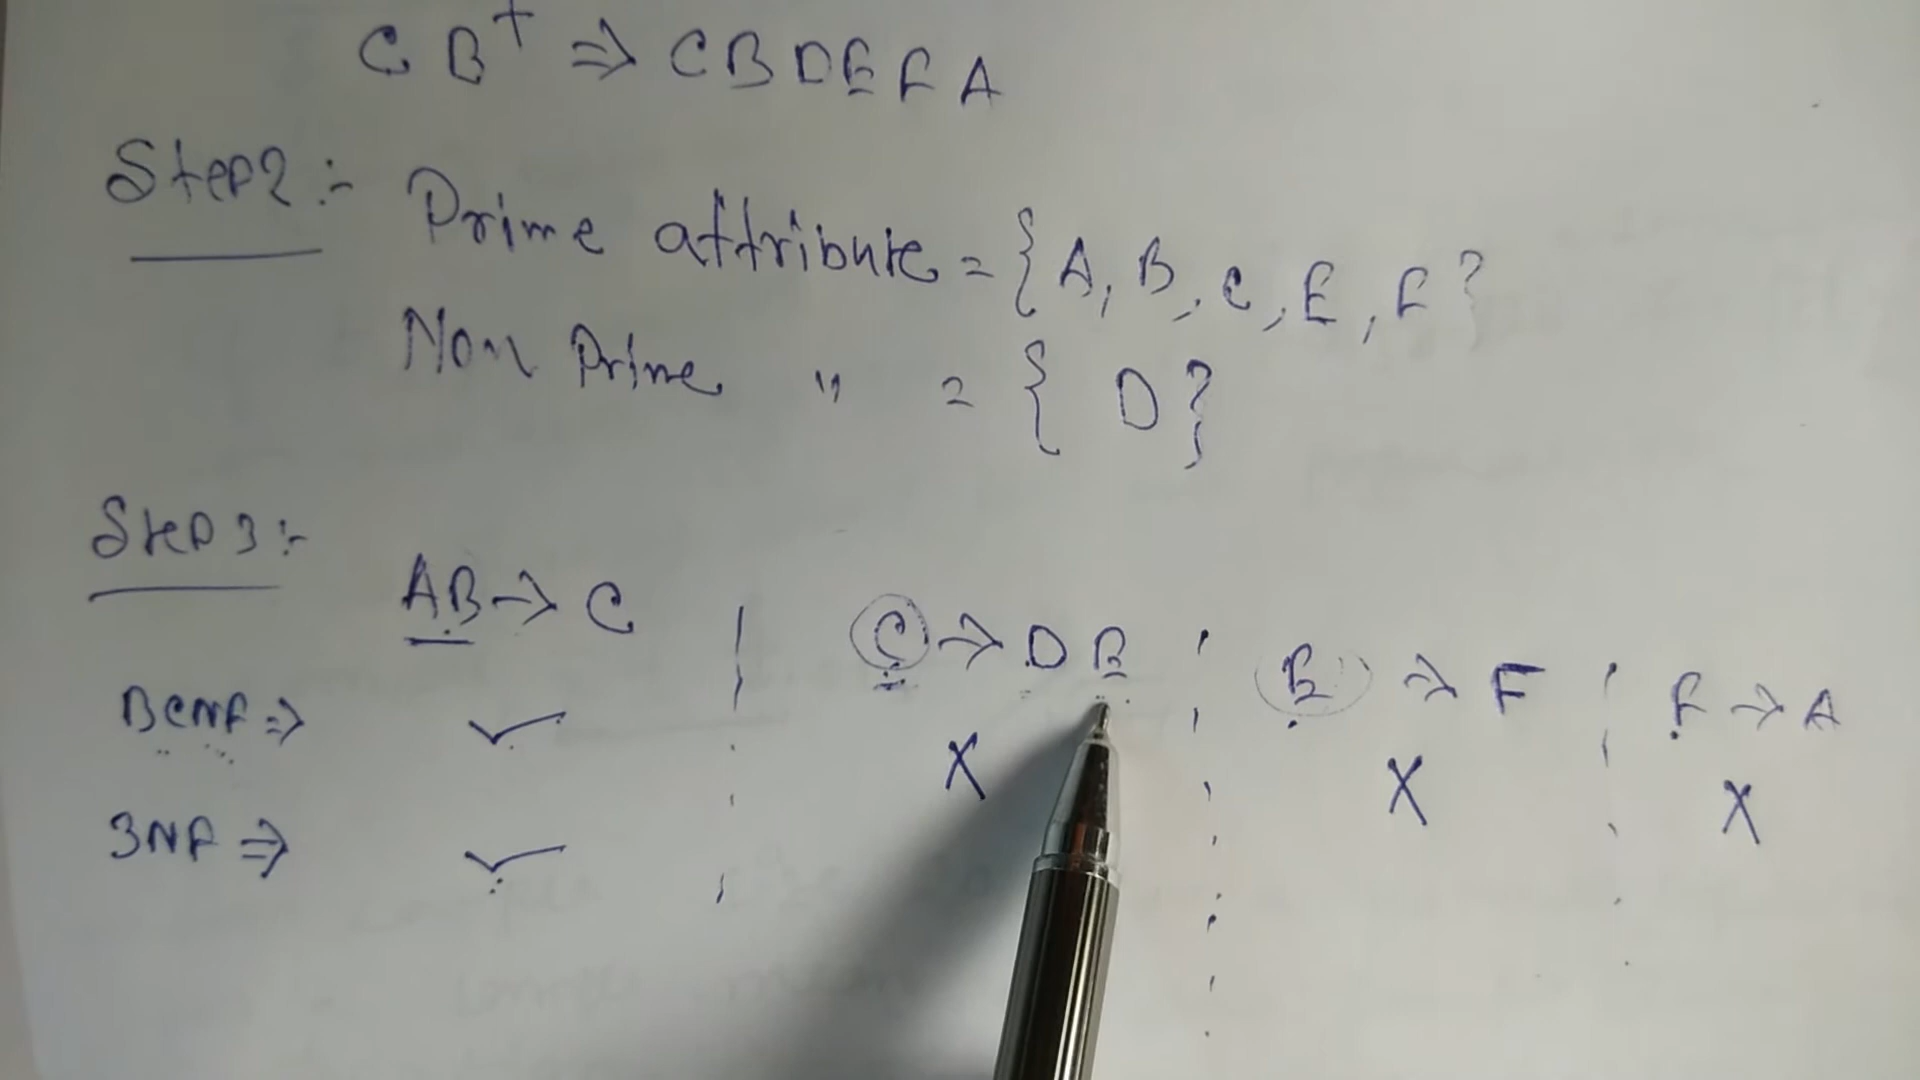 CB⁺ ⇒ CBDEFA
Step2:- Prime attribute = {A, B, C, E, F}
Non Prime " = {D}
Step3:-
AB → C | C → DE | E → F | F → A
BCNF ⇒ ✓ X X X
3NF ⇒ ✓